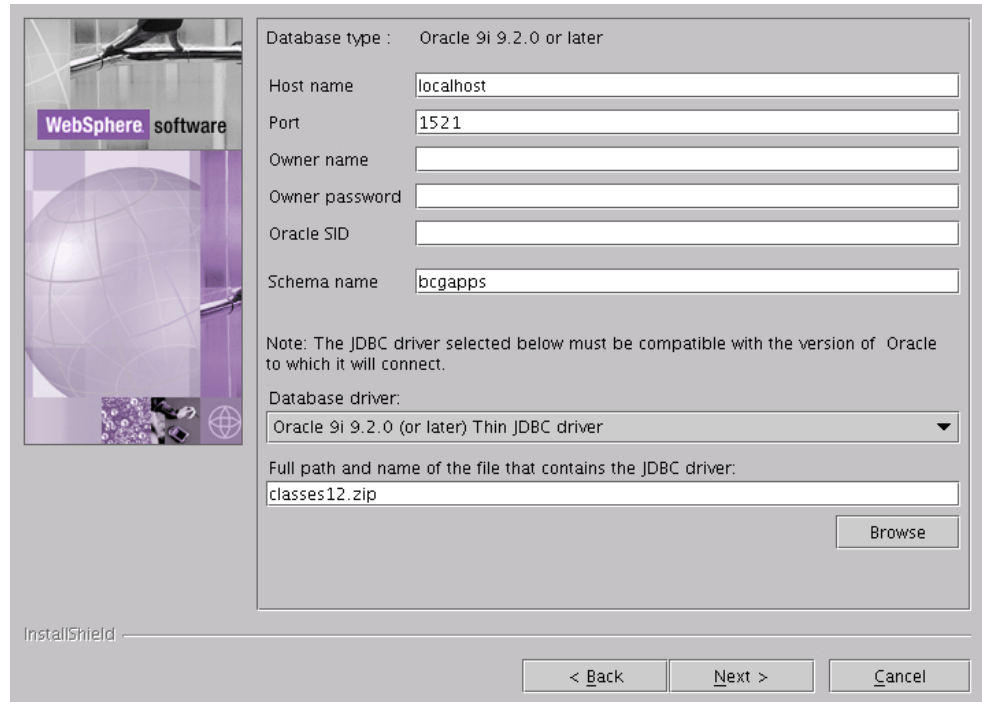 WebSphere software
Database type : Oracle 9i 9.2.0 or later
Host name localhost
Port 1521
Owner name
Owner password
Oracle SID
Schema name bcgapps
Note: The JDBC driver selected below must be compatible with the version of Oracle
to which it will connect.
Database driver:
Oracle 9i 9.2.0 (or later) Thin JDBC driver
Full path and name of the file that contains the JDBC driver:
classes12.zip
Browse
InstallShield
< Back Next > Cancel